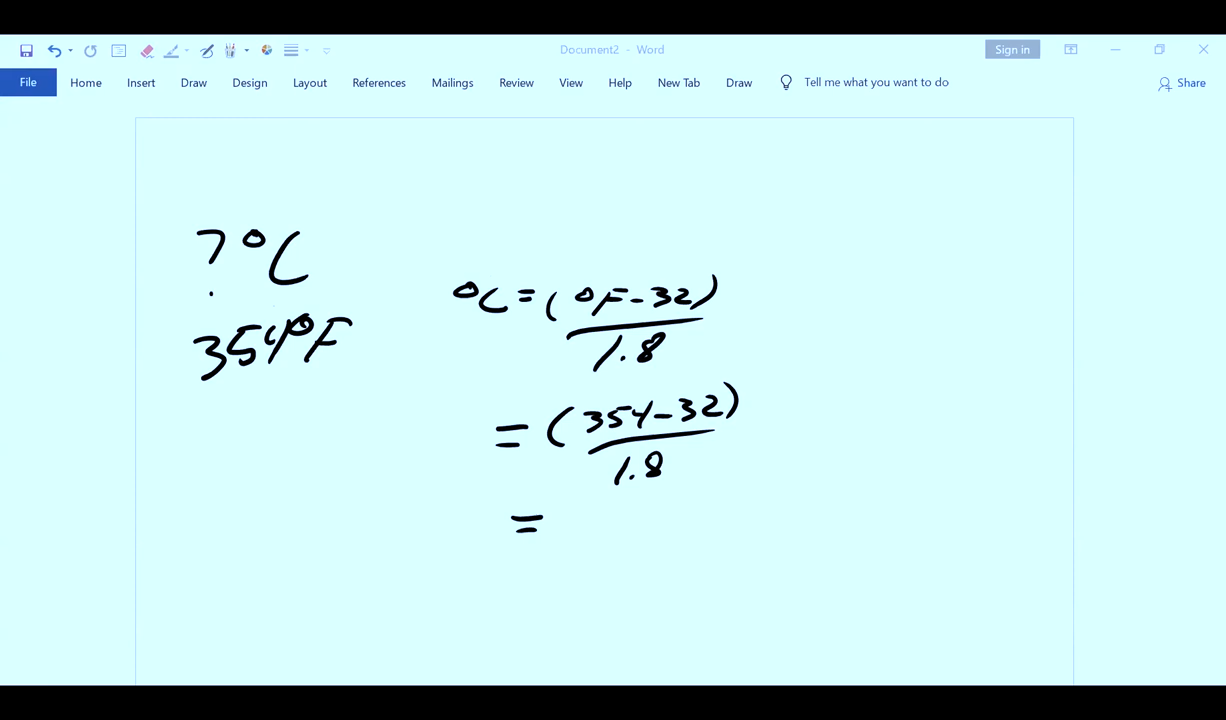 Document2 - Word
Sign in
File Home Insert Draw Design Layout References Mailings Review View Help New Tab Draw Tell me what you want to do Share
? °C
354°F
°C = (°F - 32)
1.8
= (354 - 32)
1.8
=